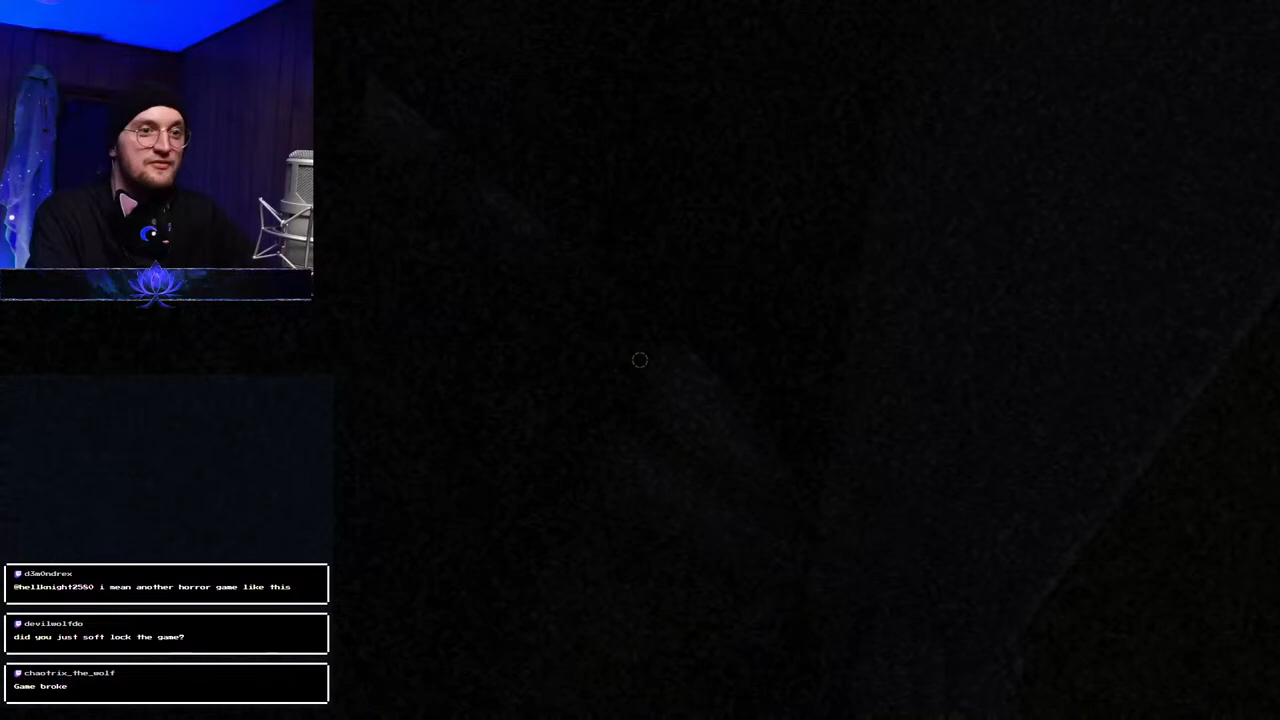 d3m0ndrex
@hellknight2580 i mean another horror game like this
devilwolfdo
did you just soft lock the game?
chaotrix_the_wolf
Game broke